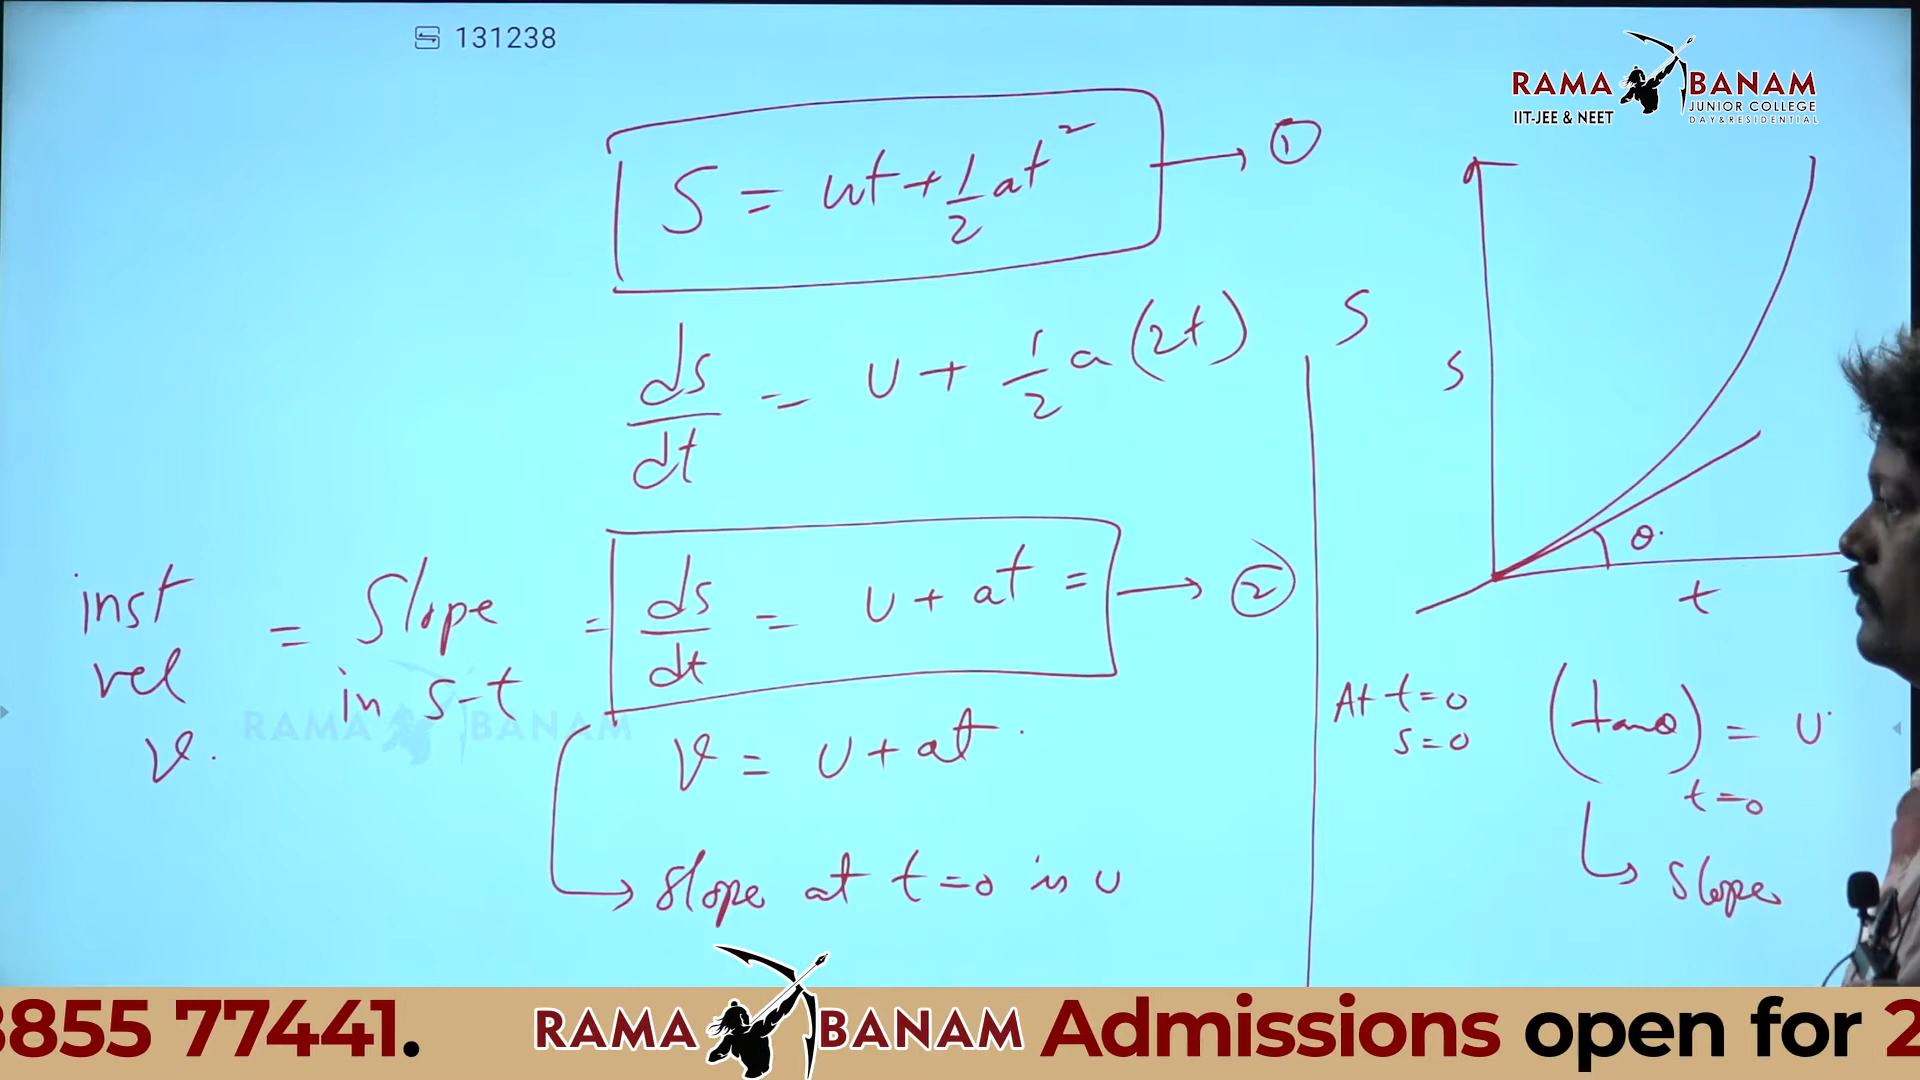 131238
RAMA BANAM
JUNIOR COLLEGE
IIT-JEE & NEET
DAY & RESIDENTIAL
S = ut + 1/2 at² → ①
ds/dt = u + 1/2 a (2t)
S
S
θ
t
inst vel v. = Slope in s-t = ds/dt = u + at = → ②
RAMA BANAM
v = u + at.
→ Slope at t=0 is u
At t=0
s=0
(tanθ) t=0 = u
→ Slope
8855 77441.
RAMA BANAM
Admissions open for 2